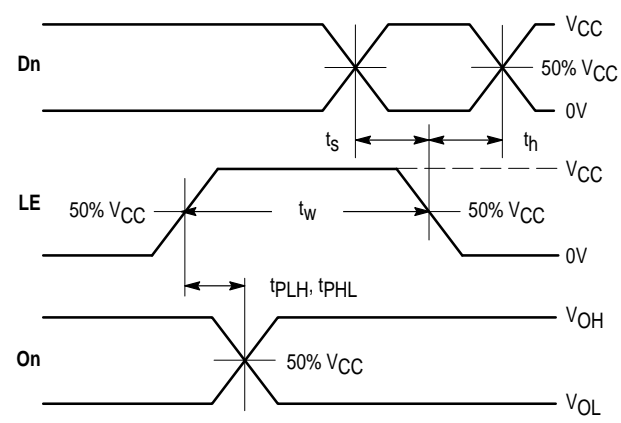 VCC
Dn
50% VCC
0V
ts
th
VCC
LE
50% VCC
tw
50% VCC
0V
tPLH, tPHL
VOH
On
50% VCC
VOL